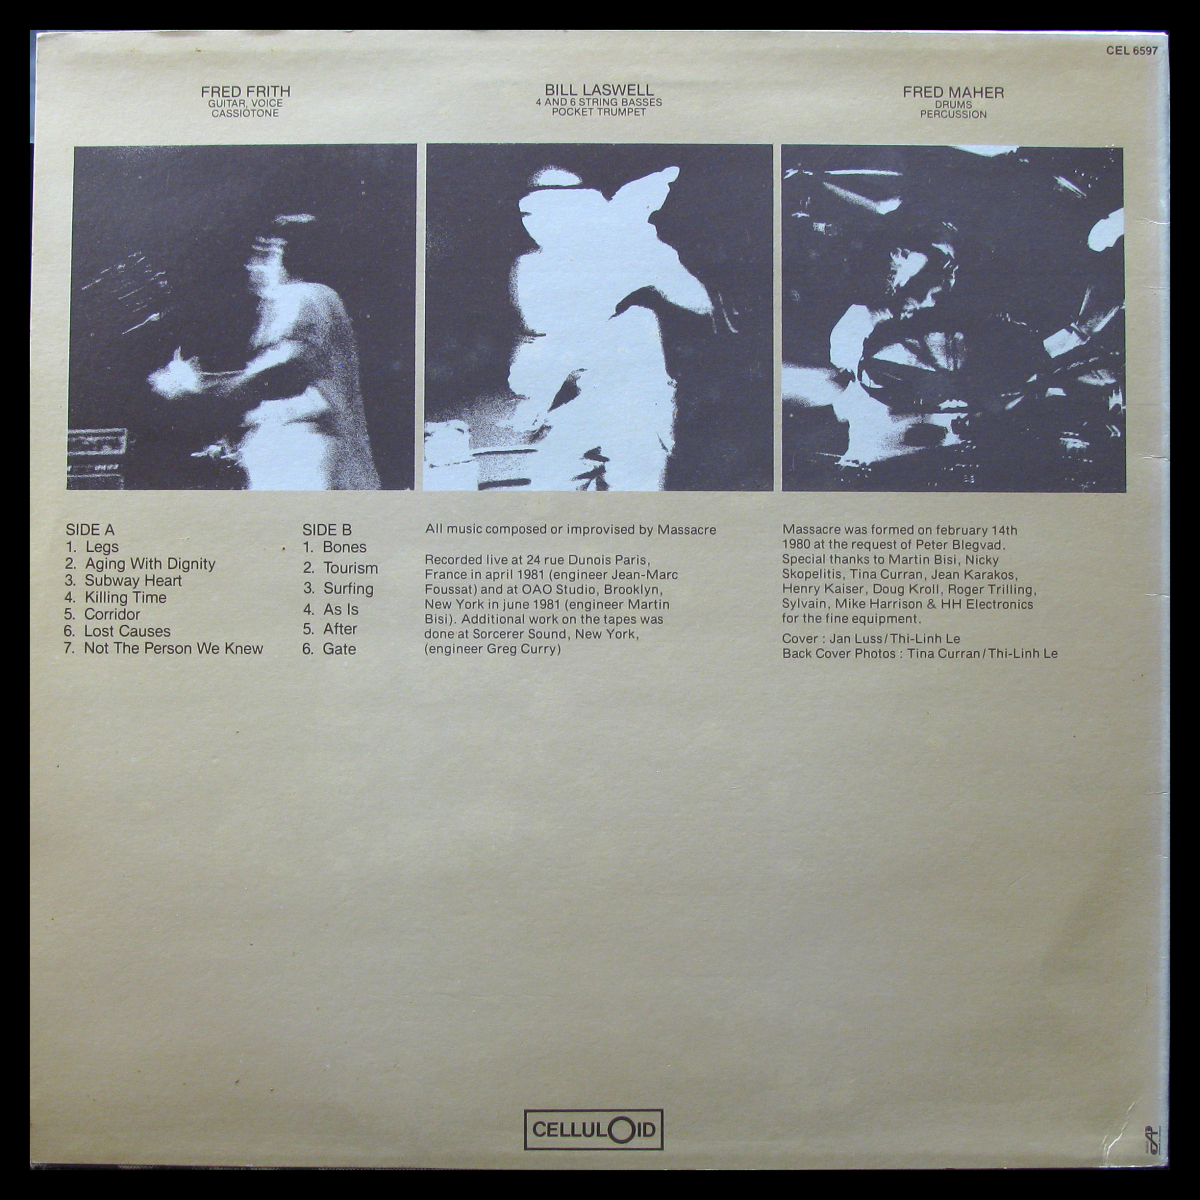 CEL 6597
FRED FRITH
GUITAR, VOICE
CASSIOTONE
BILL LASWELL
4 AND 6 STRING BASSES
POCKET TRUMPET
FRED MAHER
DRUMS
PERCUSSION
SIDE A
1. Legs
2. Aging With Dignity
3. Subway Heart
4. Killing Time
5. Corridor
6. Lost Causes
7. Not The Person We Knew
SIDE B
1. Bones
2. Tourism
3. Surfing
4. As Is
5. After
6. Gate
All music composed or improvised by Massacre
Recorded live at 24 rue Dunois Paris,
France in april 1981 (engineer Jean-Marc
Foussat) and at OAO Studio, Brooklyn,
New York in june 1981 (engineer Martin
Bisi). Additional work on the tapes was
done at Sorcerer Sound, New York,
(engineer Greg Curry)
Massacre was formed on february 14th
1980 at the request of Peter Blegvad.
Special thanks to Martin Bisi, Nicky
Skopelitis, Tina Curran, Jean Karakos,
Henry Kaiser, Doug Kroll, Roger Trilling,
Sylvain, Mike Harrison & HH Electronics
for the fine equipment.
Cover : Jan Luss/Thi-Linh Le
Back Cover Photos : Tina Curran/Thi-Linh Le
CELLULOID